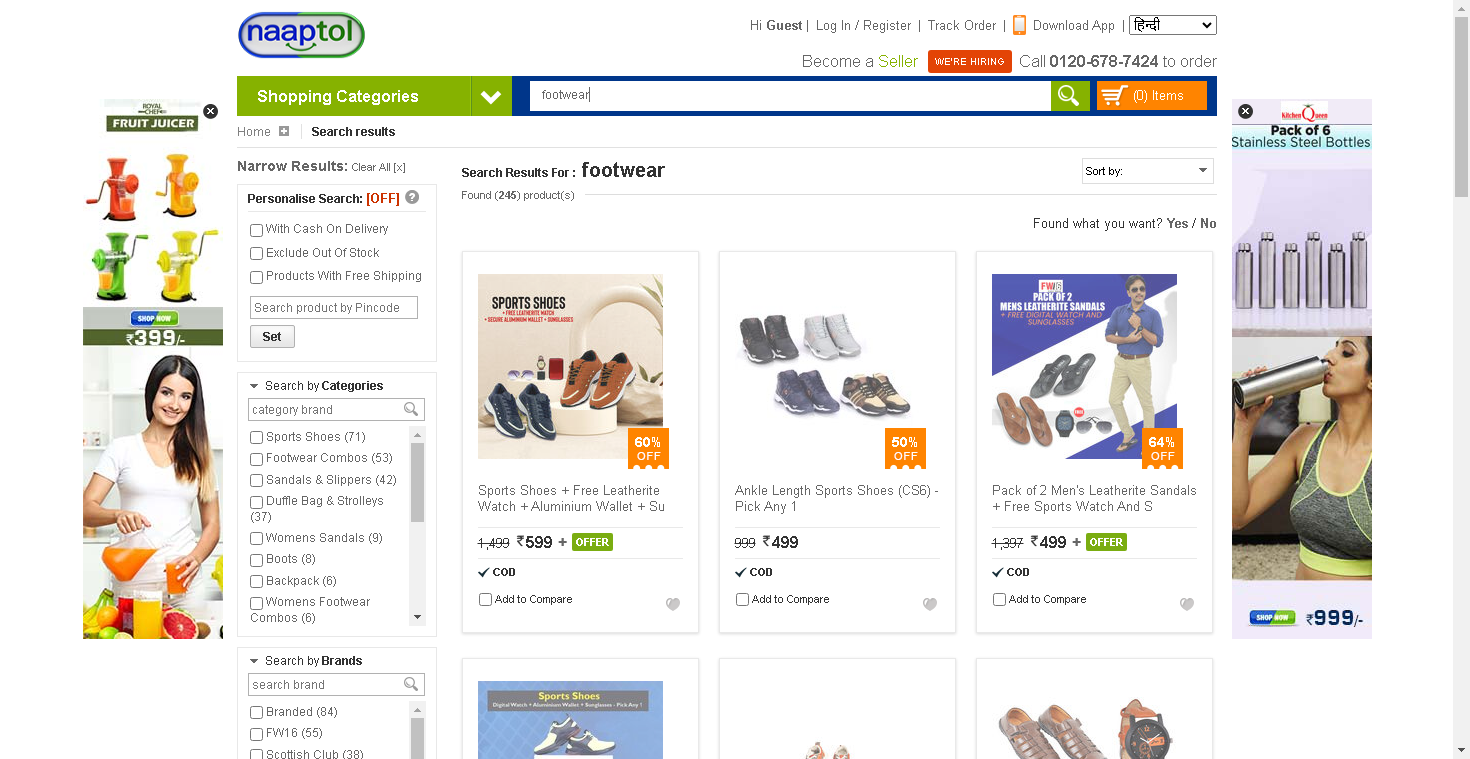 naaptol
Hi Guest | Log In / Register | Track Order | Download App | हिन्दी
Become a Seller WE'RE HIRING Call 0120-678-7424 to order
Shopping Categories
footwear
(0) Items
Home Search results
ROYAL CHEF
FRUIT JUICER
SHOP NOW
₹399/-
Narrow Results: Clear All [x]
Personalise Search: [OFF] ?
With Cash On Delivery
Exclude Out Of Stock
Products With Free Shipping
Search product by Pincode
Set
Search by Categories
category brand
Sports Shoes (71)
Footwear Combos (53)
Sandals & Slippers (42)
Duffle Bag & Strolleys
(37)
Womens Sandals (9)
Boots (8)
Backpack (6)
Womens Footwear
Combos (6)
Search by Brands
search brand
Branded (84)
FW16 (55)
Scottish Club (38)
Search Results For : footwear
Found (245) product(s)
Sort by:
Found what you want? Yes / No
SPORTS SHOES
+ FREE LEATHERITE WATCH
+ SECURE ALUMINIUM WALLET + SUNGLASSES
60%
OFF
Sports Shoes + Free Leatherite
Watch + Aluminium Wallet + Su
1,499 ₹599 + OFFER
COD
Add to Compare
50%
OFF
Ankle Length Sports Shoes (CS6) -
Pick Any 1
999 ₹499
COD
Add to Compare
FW16
PACK OF 2
MENS LEATHERITE SANDALS
+ FREE DIGITAL WATCH AND
SUNGLASSES
FREE
64%
OFF
Pack of 2 Men's Leatherite Sandals
+ Free Sports Watch And S
1,397 ₹499 + OFFER
COD
Add to Compare
Sports Shoes
Digital Watch + Aluminium Wallet + Sunglasses - Pick Any 1
Kitchen Queen
Pack of 6
Stainless Steel Bottles
SHOP NOW
₹999/-